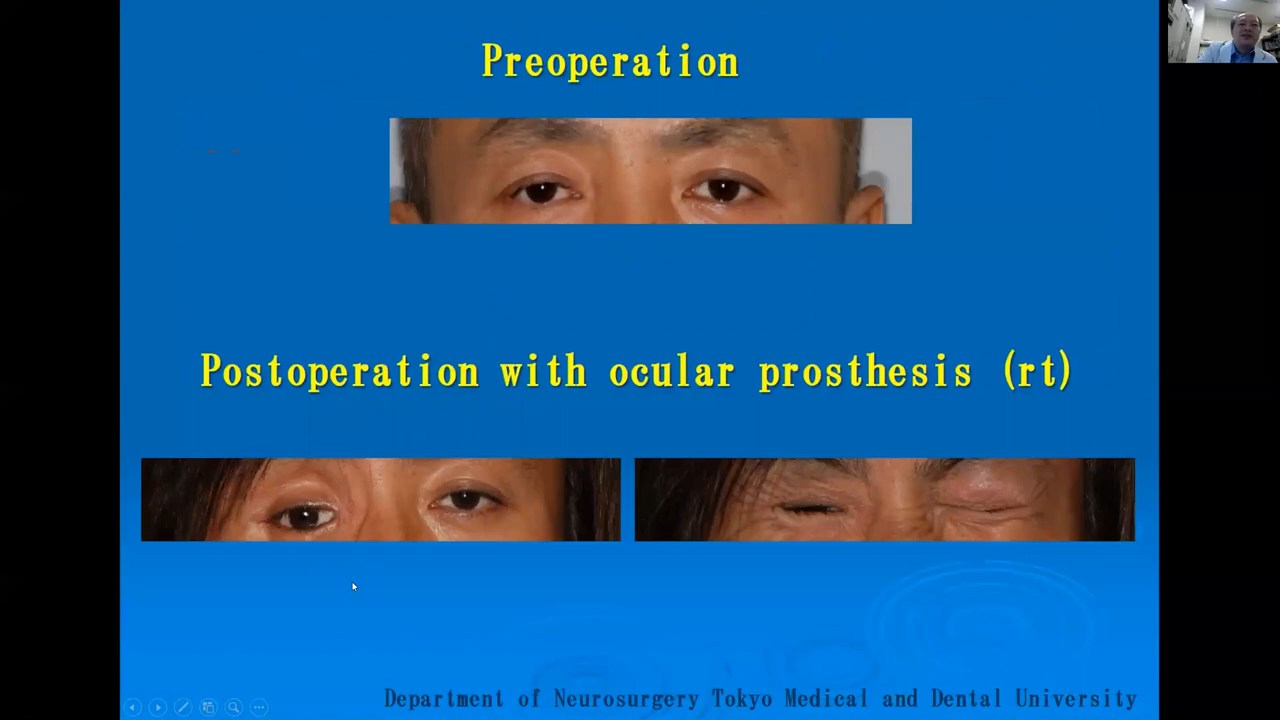 Preoperation
Postoperation with ocular prosthesis (rt)
Department of Neurosurgery Tokyo Medical and Dental University